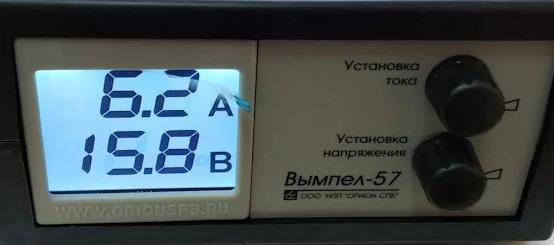 6.2 А
15.8 В
WWW.ORIONSPB.RU
Установка
тока
Установка
напряжения
Вымпел-57
ООО "НПП "ОРИОН СПБ"